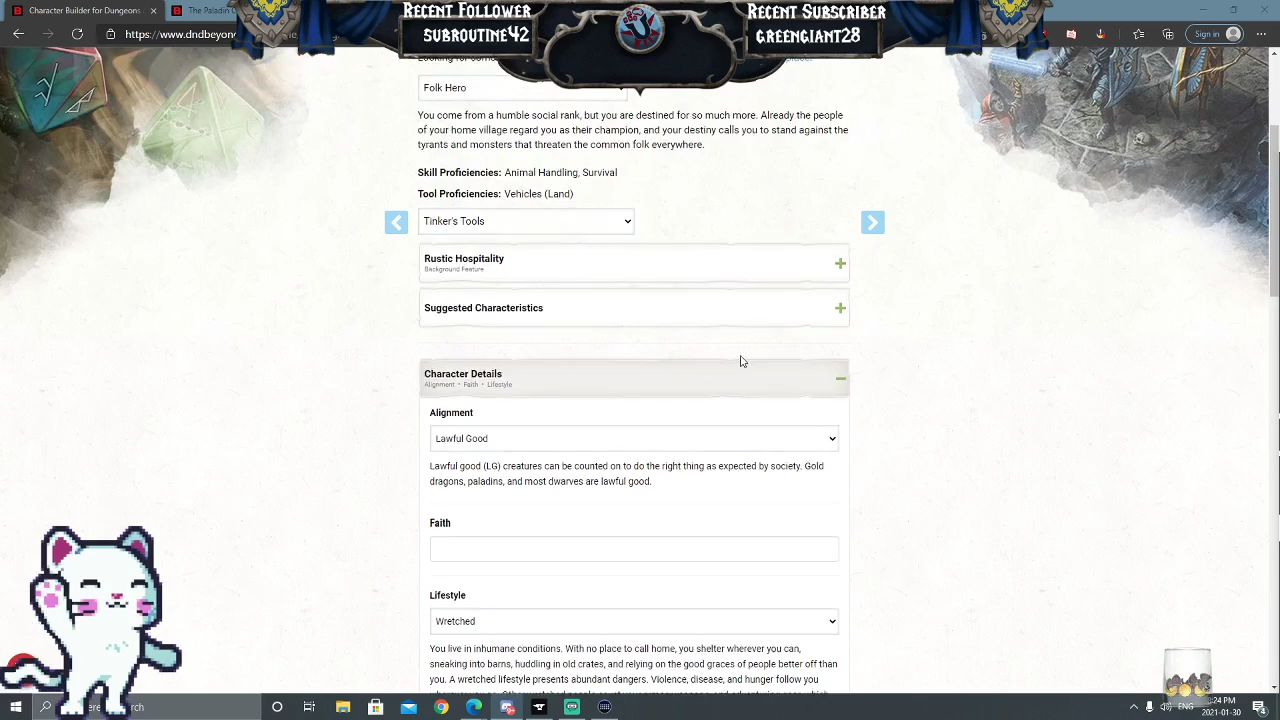 Character Builder for Dungeons
The Paladin C
RECENT FOLLOWER
SUBROUTINE42
RECENT SUBSCRIBER
GREENGIANT28
https://www.dndbeyon
Sign in
Folk Hero
You come from a humble social rank, but you are destined for so much more. Already the people
of your home village regard you as their champion, and your destiny calls you to stand against the
tyrants and monsters that threaten the common folk everywhere.
Skill Proficiencies: Animal Handling, Survival
Tool Proficiencies: Vehicles (Land)
Tinker's Tools
Rustic Hospitality
Background Feature
Suggested Characteristics
Character Details
Alignment • Faith • Lifestyle
Alignment
Lawful Good
Lawful good (LG) creatures can be counted on to do the right thing as expected by society. Gold
dragons, paladins, and most dwarves are lawful good.
Faith
Lifestyle
Wretched
You live in inhumane conditions. With no place to call home, you shelter wherever you can,
sneaking into barns, huddling in old crates, and relying on the good graces of people better off than
you. A wretched lifestyle presents abundant dangers. Violence, disease, and hunger follow you
ENG
:24 PM
2021-01-30